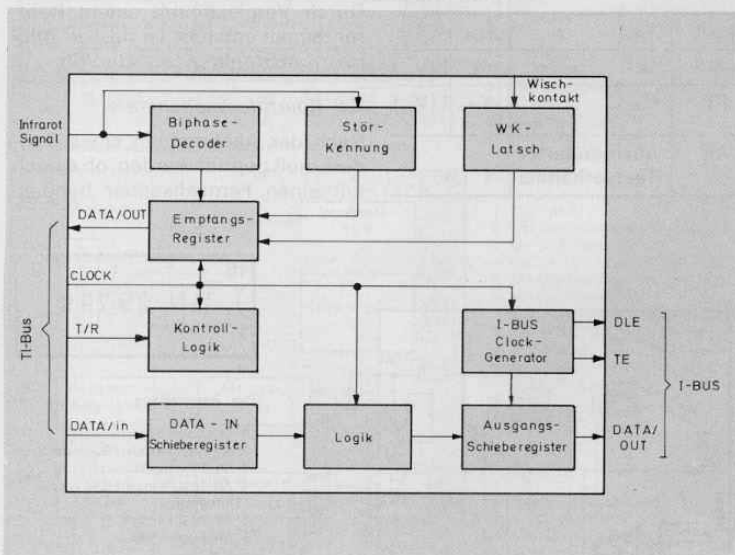 Wisch-
kontakt
Infrarot
Signal
Biphase-
Decoder
Stör-
Kennung
WK-
Latsch
DATA/OUT
Empfangs-
Register
CLOCK
TI-Bus
T/R
Kontroll-
Logik
I-BUS
Clock-
Generator
DLE
TE
I-BUS
DATA/in
DATA - IN
Schieberegister
Logik
Ausgangs-
Schieberegister
DATA/
OUT